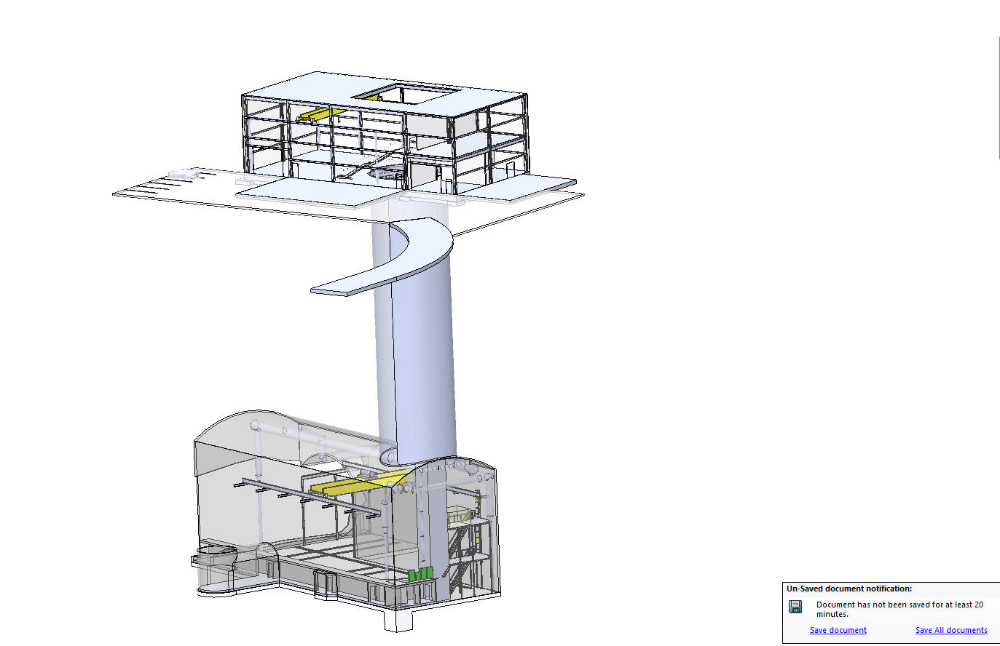 Un-Saved document notification:
Document has not been saved for at least 20
minutes.
Save document
Save All documents